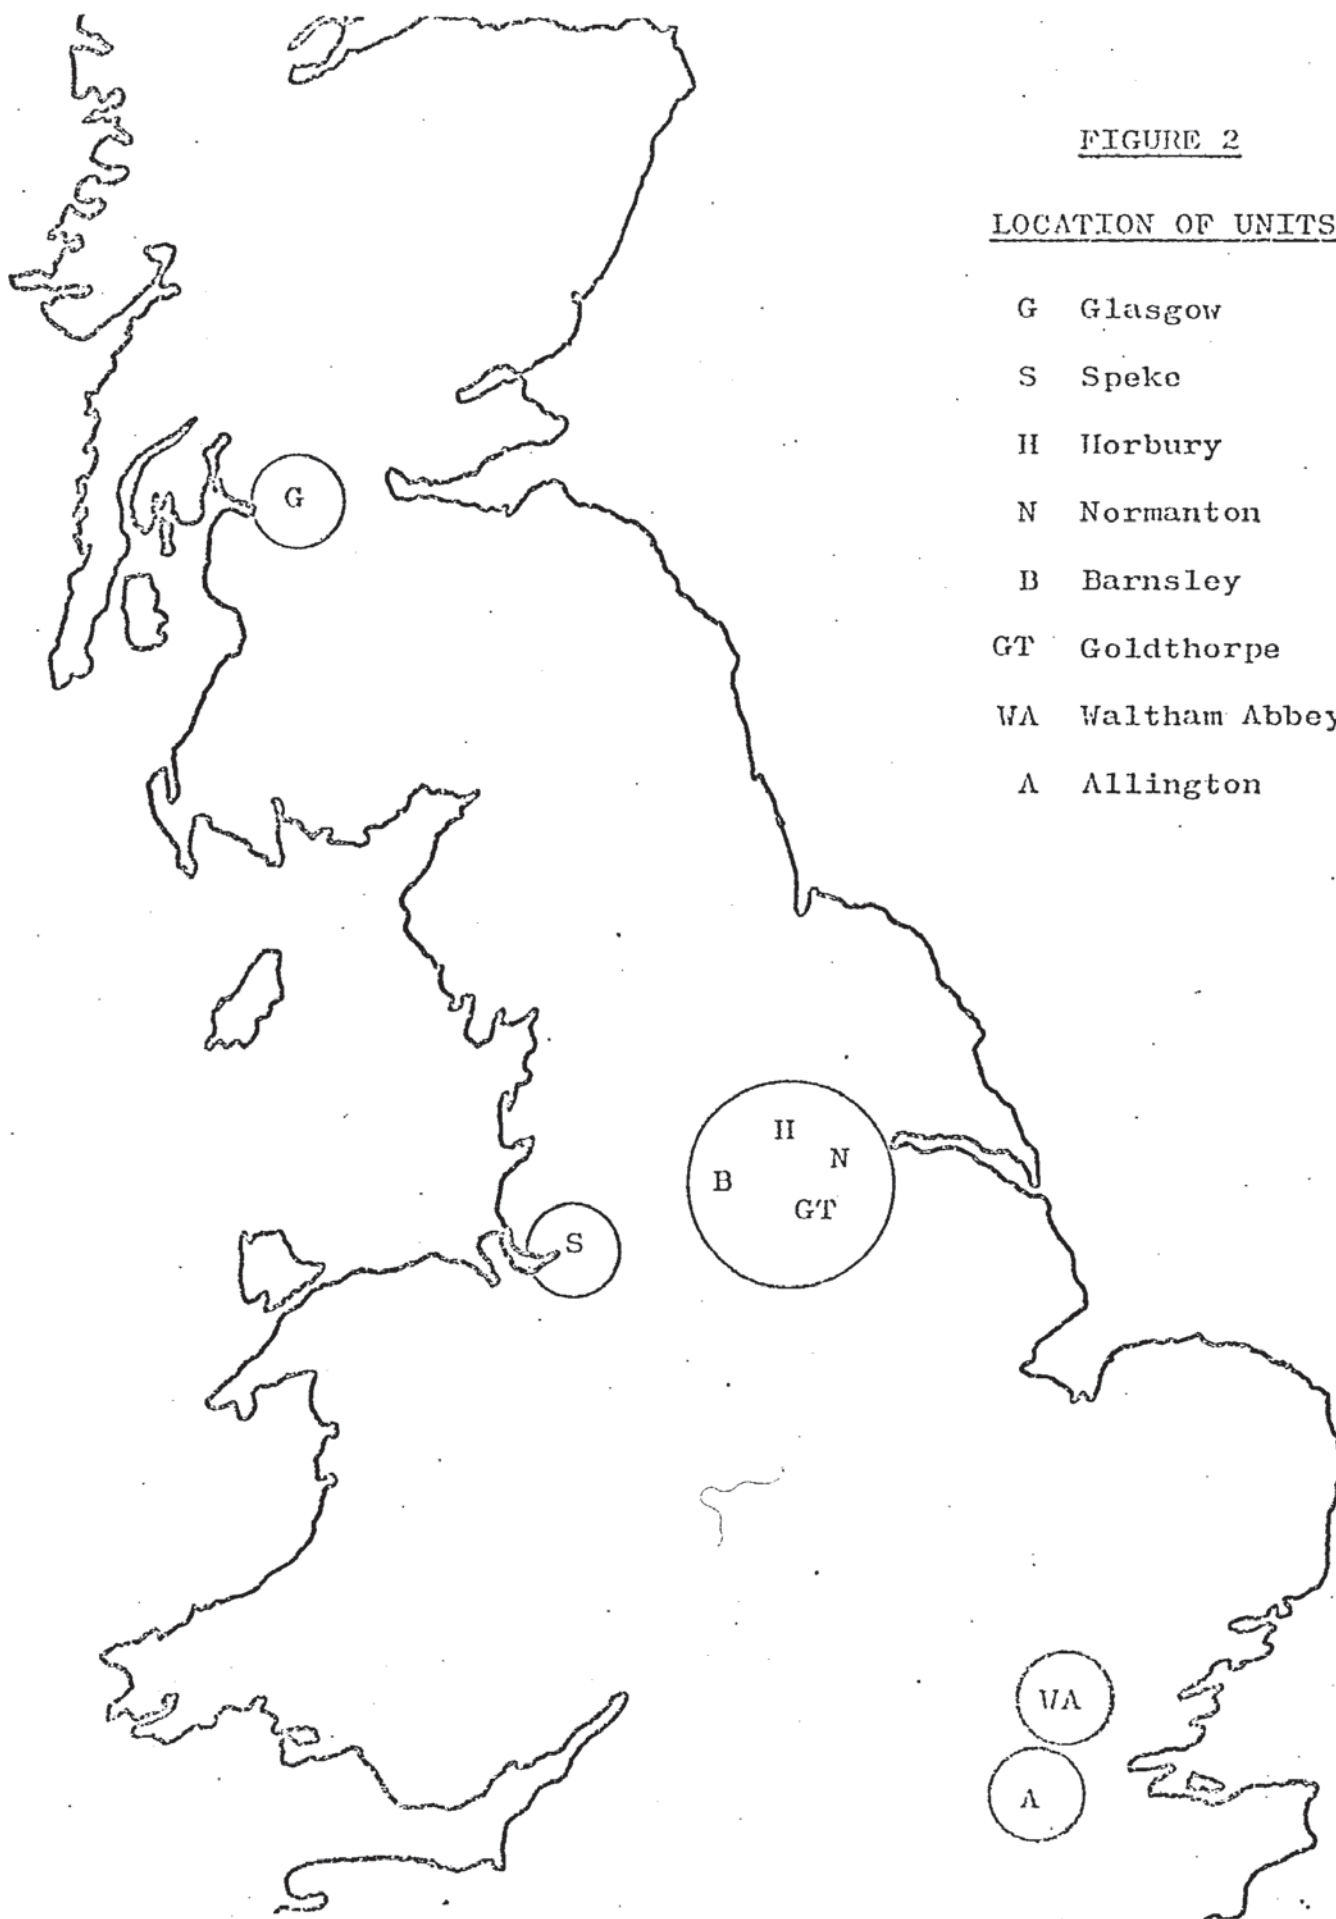 FIGURE 2
LOCATION OF UNITS
G Glasgow
S Speke
H Horbury
N Normanton
B Barnsley
GT Goldthorpe
WA Waltham Abbey
A Allington
G
H
N
B
GT
S
WA
A